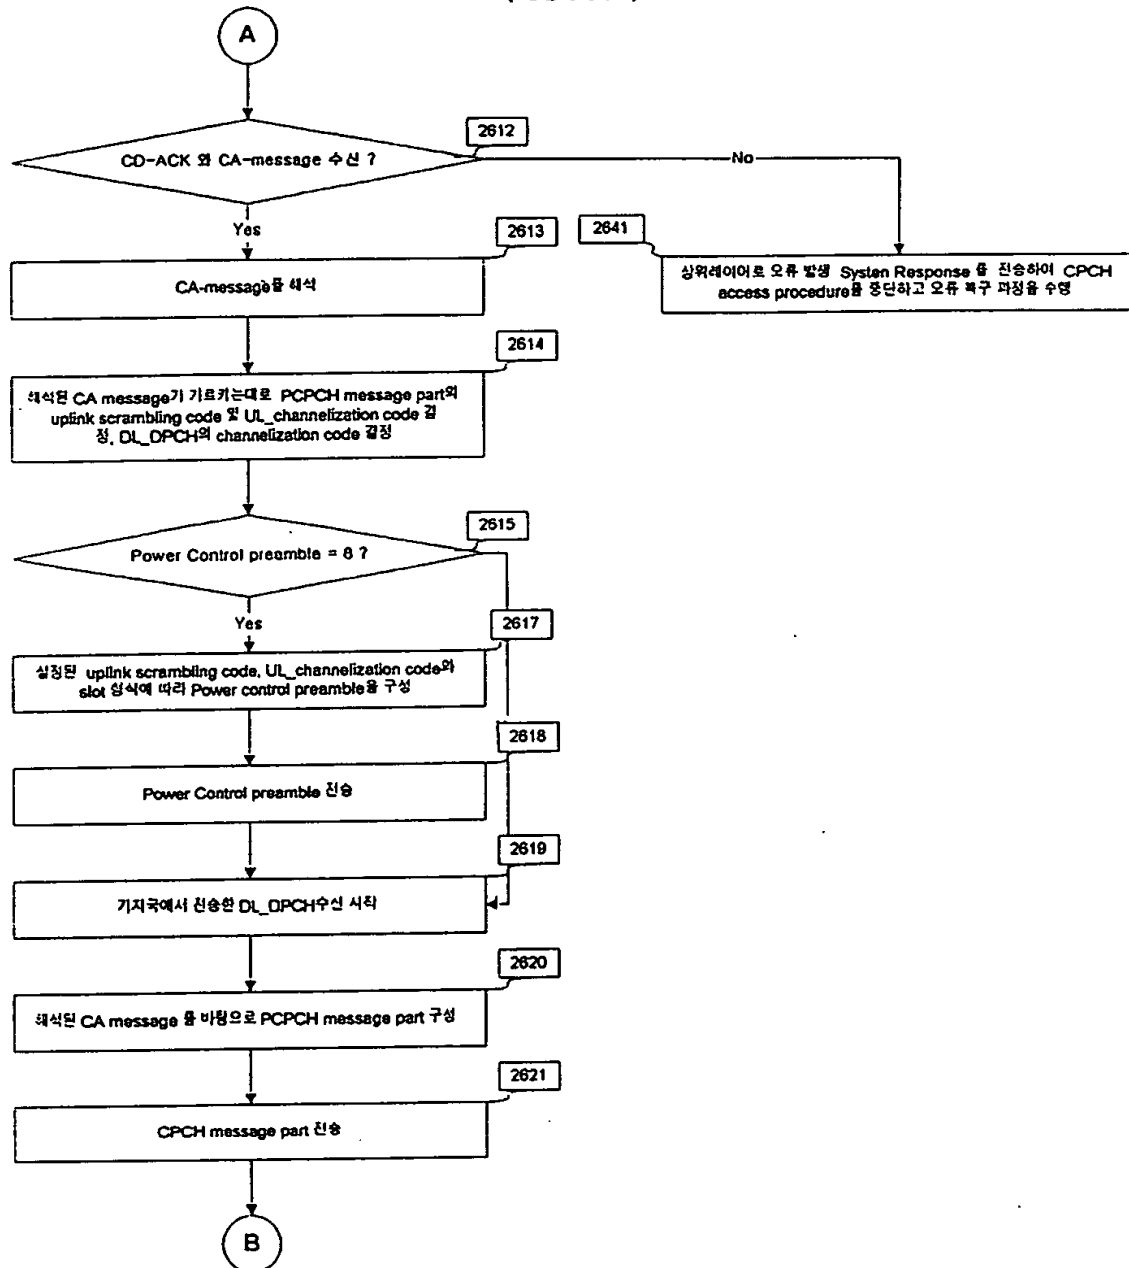 A
2612
CD-ACK 와 CA-message 수신 ?
No
Yes
2613
2641
CA-message를 해석
상위레이어로 오류 발생 Systen Response 를 전송하여 CPCH
access procedure를 중단하고 오류 복구 과정을 수행
2614
해석된 CA message가 가르키는대로 PCPCH message part의
uplink scrambling code 및 UL_channelization code 결
정, DL_DPCH의 channelization code 결정
2615
Power Control preamble = 8 ?
Yes
2617
설정된 uplink scrambling code, UL_channelization code와
slot 형식에 따라 Power control preamble을 구성
2618
Power Control preamble 전송
2619
기지국에서 전송한 DL_DPCH수신 시작
2620
해석된 CA message 를 바탕으로 PCPCH message part 구성
2621
CPCH message part 전송
B